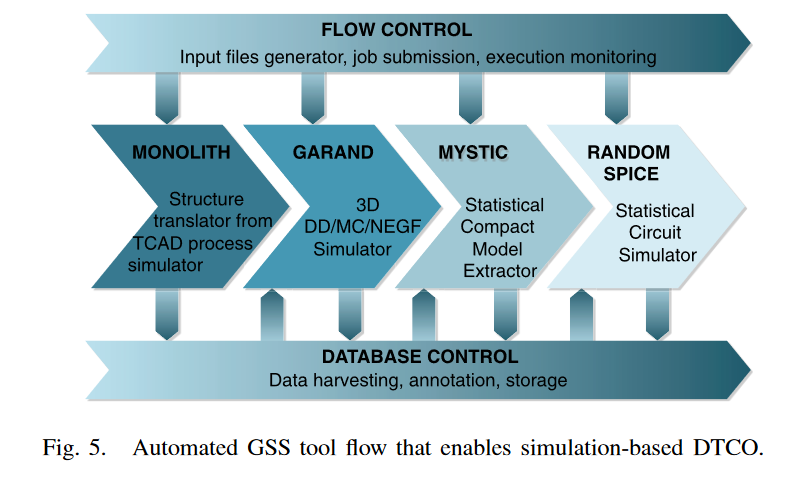 FLOW CONTROL
Input files generator, job submission, execution monitoring
MONOLITH
Structure
translator from
TCAD process
simulator
GARAND
3D
DD/MC/NEGF
Simulator
MYSTIC
Statistical
Compact
Model
Extractor
RANDOM
SPICE
Statistical
Circuit
Simulator
DATABASE CONTROL
Data harvesting, annotation, storage
Fig. 5. Automated GSS tool flow that enables simulation-based DTCO.